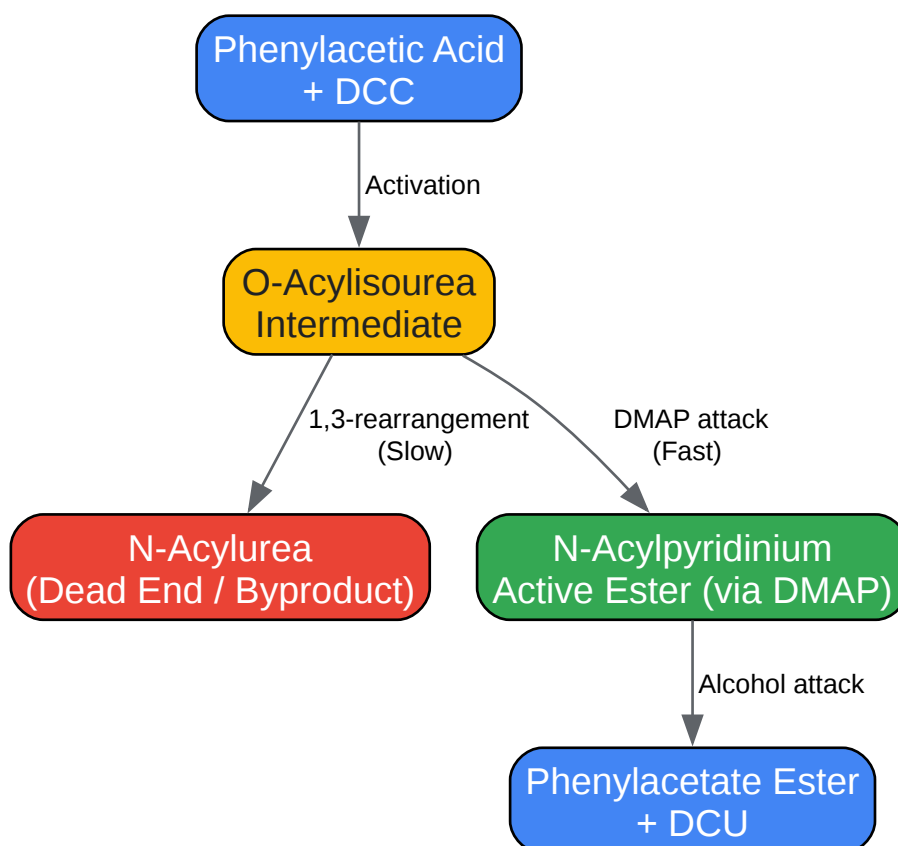 Phenylacetic Acid
+ DCC
Activation
O-Acylisourea
Intermediate
1,3-rearrangement
(Slow)
DMAP attack
(Fast)
N-Acylurea
(Dead End / Byproduct)
N-Acylpyridinium
Active Ester (via DMAP)
Alcohol attack
Phenylacetate Ester
+ DCU